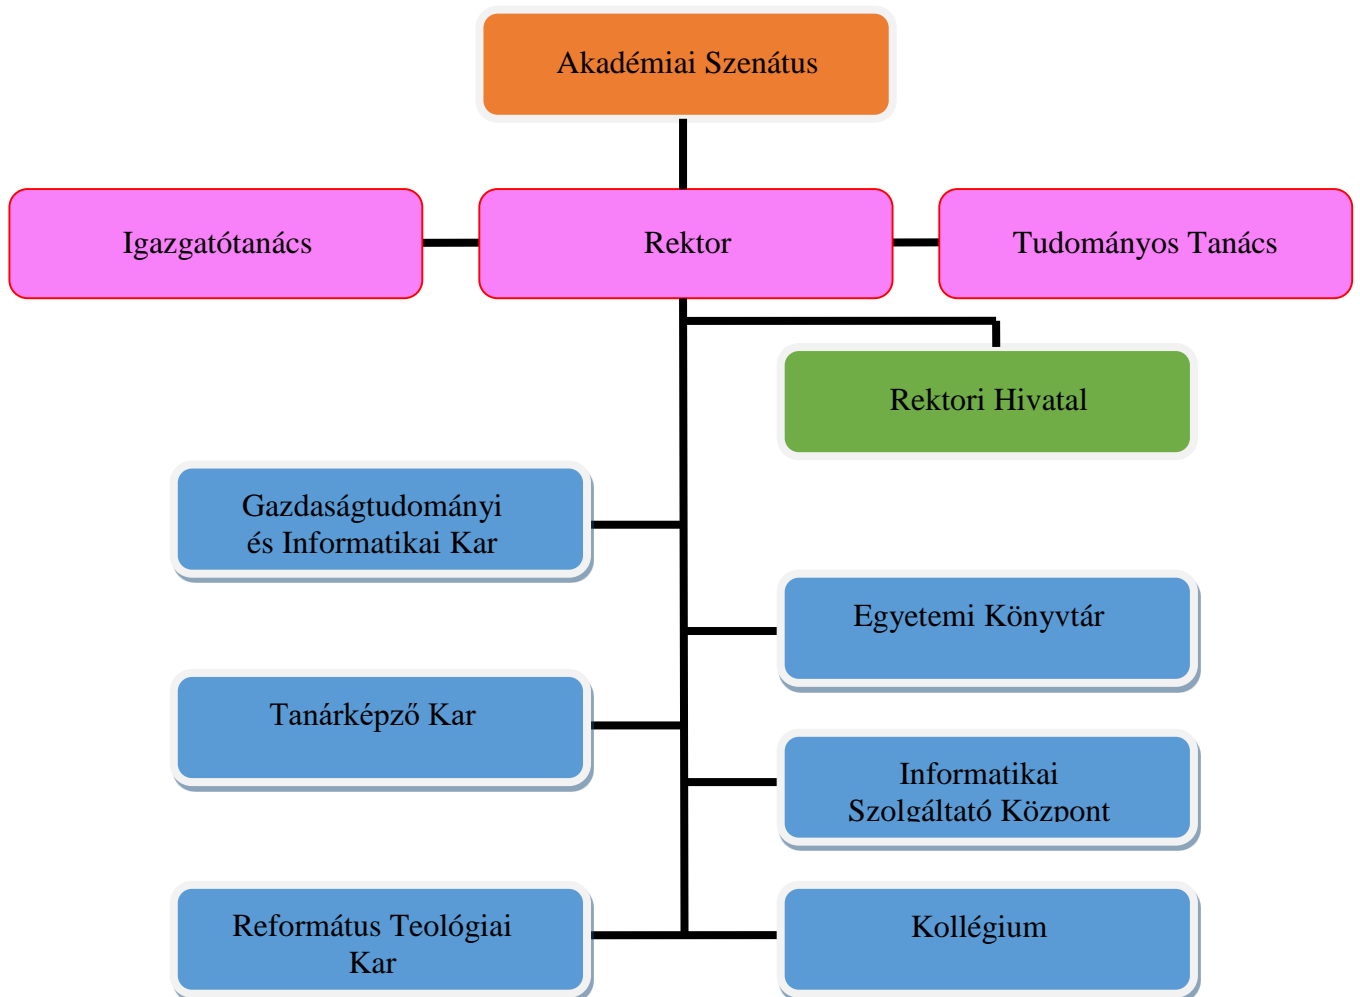 Akadémiai Szenátus
Igazgatótanács
Rektor
Tudományos Tanács
Rektori Hivatal
Gazdaságtudományi
és Informatikai Kar
Egyetemi Könyvtár
Tanárképző Kar
Informatikai
Szolgáltató Központ
Református Teológiai
Kar
Kollégium